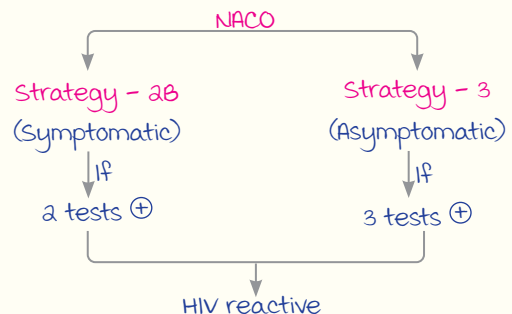 NACO
Strategy - 2B
(Symptomatic)
If
2 tests ⊕
Strategy - 3
(Asymptomatic)
If
3 tests ⊕
HIV reactive